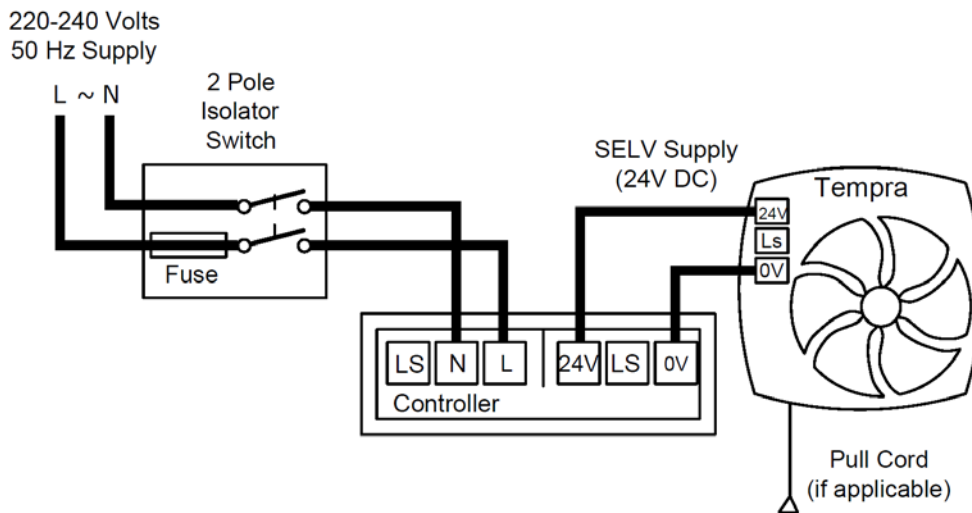 220-240 Volts
50 Hz Supply
L ~ N
2 Pole
Isolator
Switch
Fuse
SELV Supply
(24V DC)
Tempra
24V
Ls
0V
LS N L 24V LS 0V
Controller
Pull Cord
(if applicable)